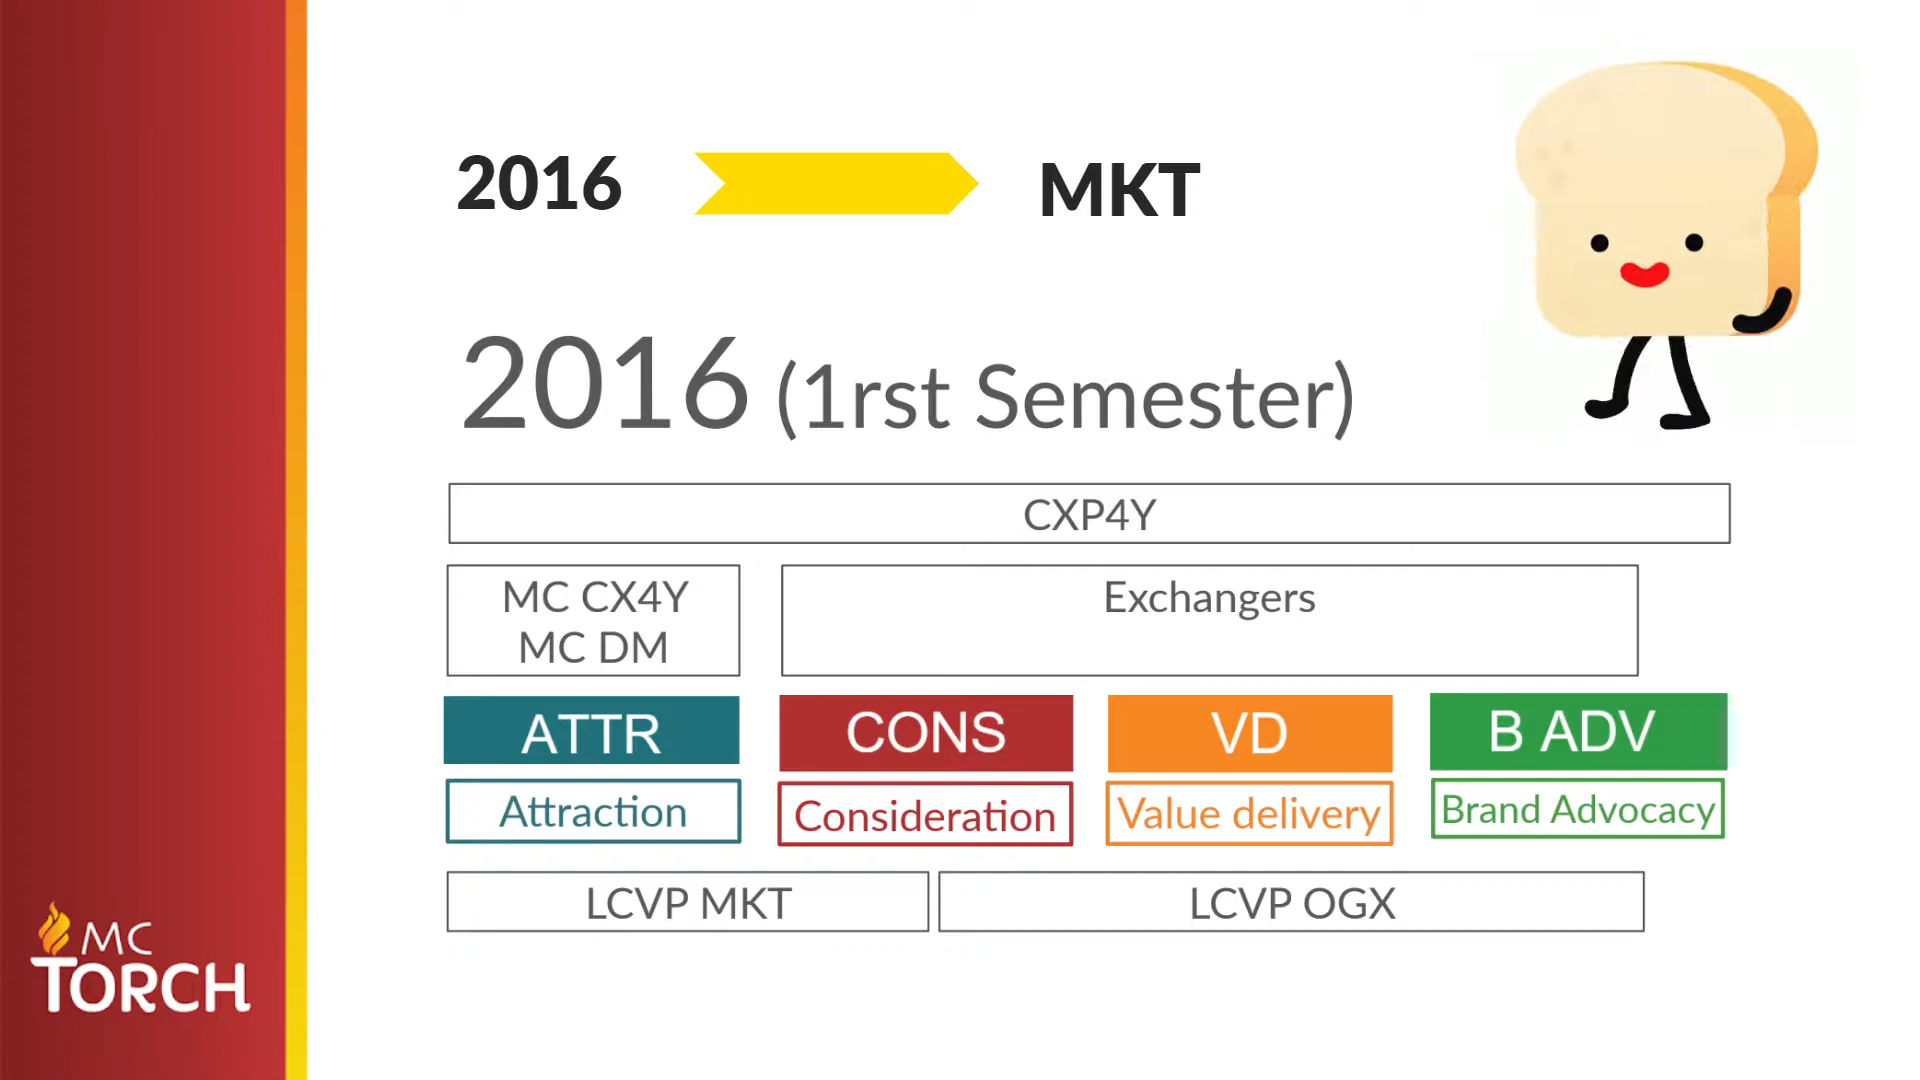 2016
MKT
2016 (1rst Semester)
CXP4Y
MC CX4Y
MC DM
Exchangers
ATTR
CONS
VD
B ADV
Attraction
Consideration
Value delivery
Brand Advocacy
LCVP MKT
LCVP OGX
MC
TORCH